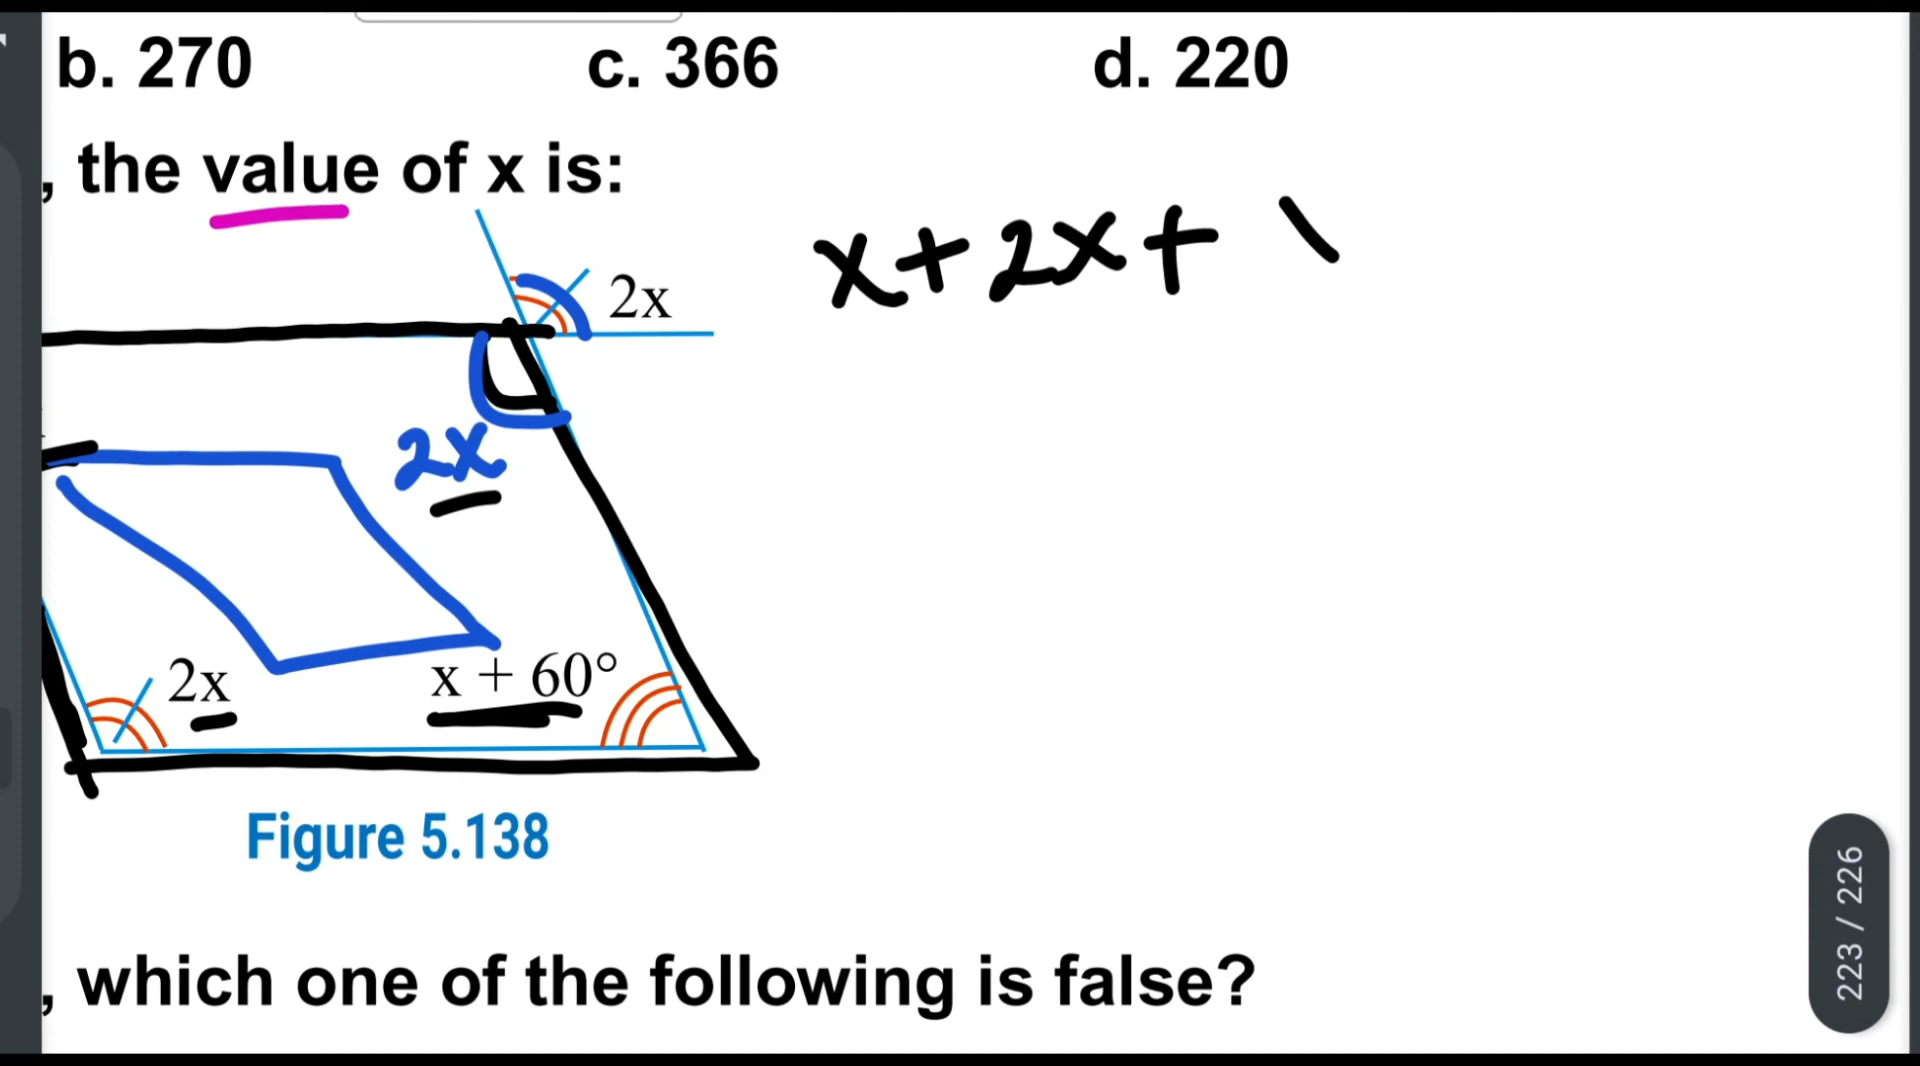 b. 270 c. 366 d. 220
, the value of x is:
x+2x+
2x
2x
2x
x + 60°
Figure 5.138
, which one of the following is false?
223 / 226